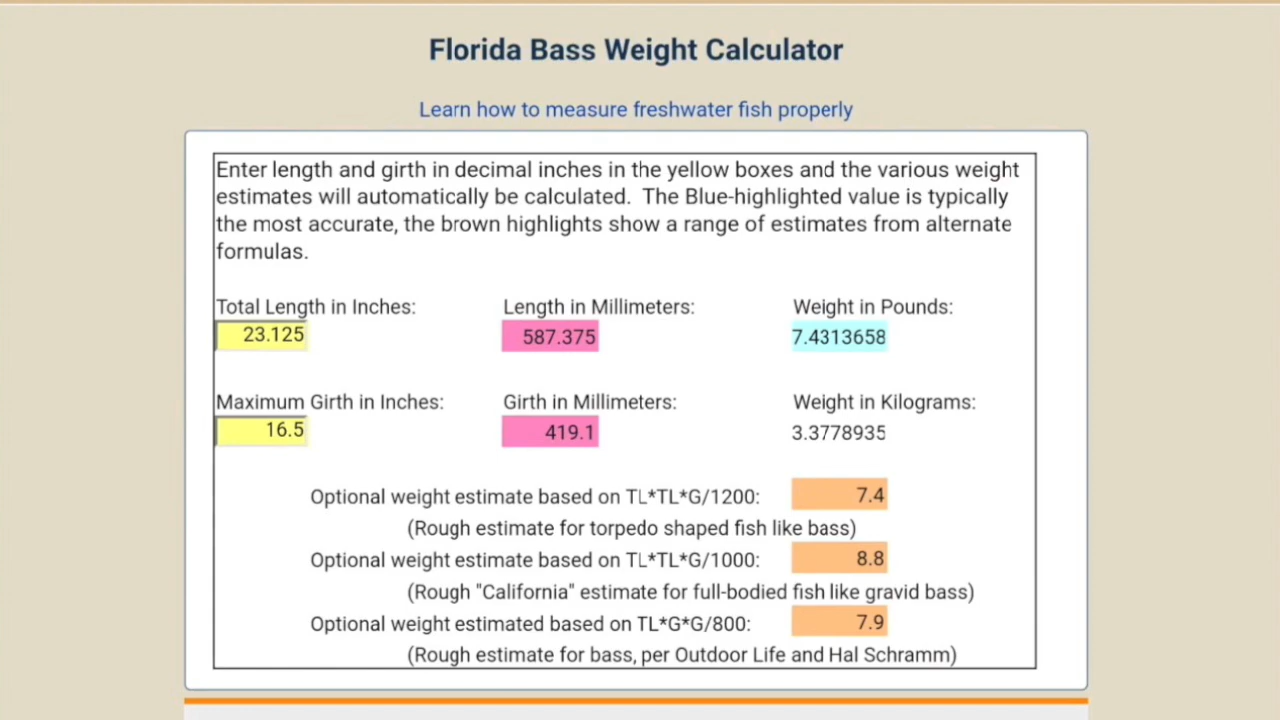 Florida Bass Weight Calculator
Learn how to measure freshwater fish properly
Enter length and girth in decimal inches in the yellow boxes and the various weight
estimates will automatically be calculated.  The Blue-highlighted value is typically
the most accurate, the brown highlights show a range of estimates from alternate
formulas.
Total Length in Inches: Length in Millimeters: Weight in Pounds:
23.125 587.375 7.4313658
Maximum Girth in Inches: Girth in Millimeters: Weight in Kilograms:
16.5 419.1 3.3778935
Optional weight estimate based on TL*TL*G/1200: 7.4
(Rough estimate for torpedo shaped fish like bass)
Optional weight estimate based on TL*TL*G/1000: 8.8
(Rough "California" estimate for full-bodied fish like gravid bass)
Optional weight estimated based on TL*G*G/800: 7.9
(Rough estimate for bass, per Outdoor Life and Hal Schramm)